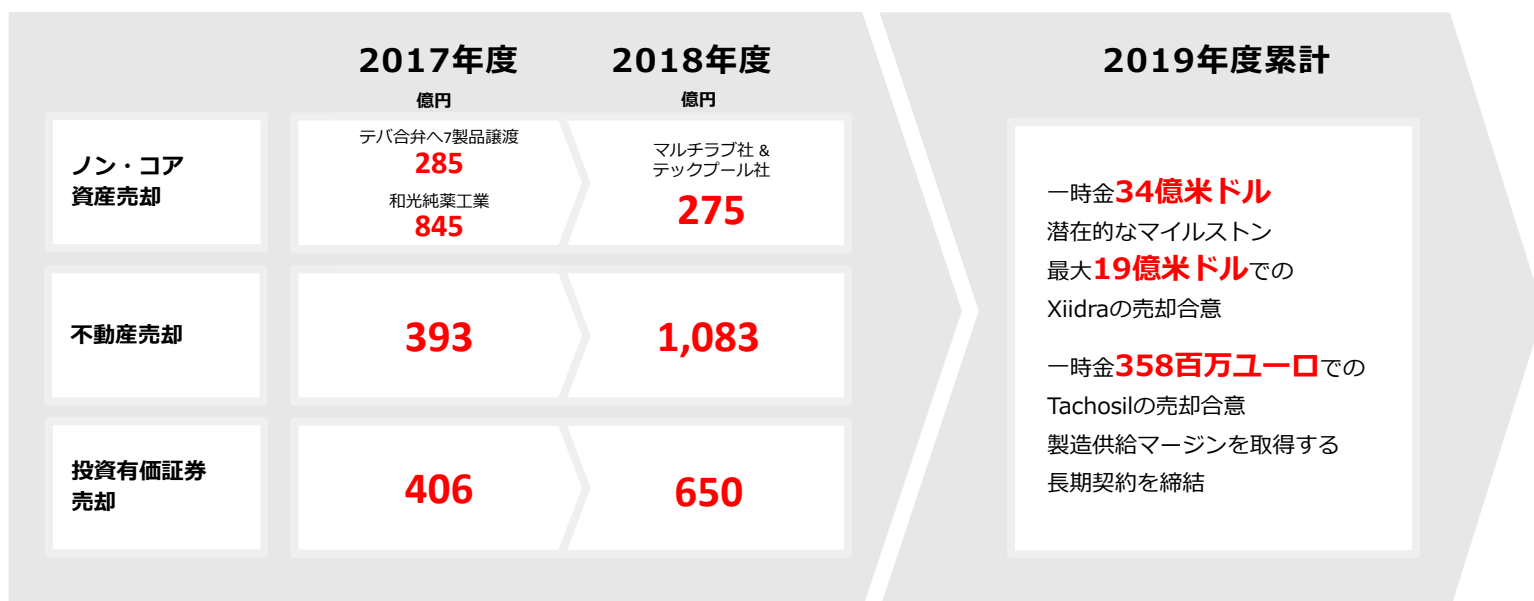 2017年度
2018年度
2019年度累計
億円
億円
ノン・コア
資産売却
テバ合弁へ7製品譲渡
285
和光純薬工業
845
マルチラブ社 &
テックプール社
275
不動産売却
393
1,083
投資有価証券
売却
406
650
一時金34億米ドル
潜在的なマイルストン
最大19億米ドルでの
Xiidraの売却合意
一時金358百万ユーロでの
Tachosilの売却合意
製造供給マージンを取得する
長期契約を締結